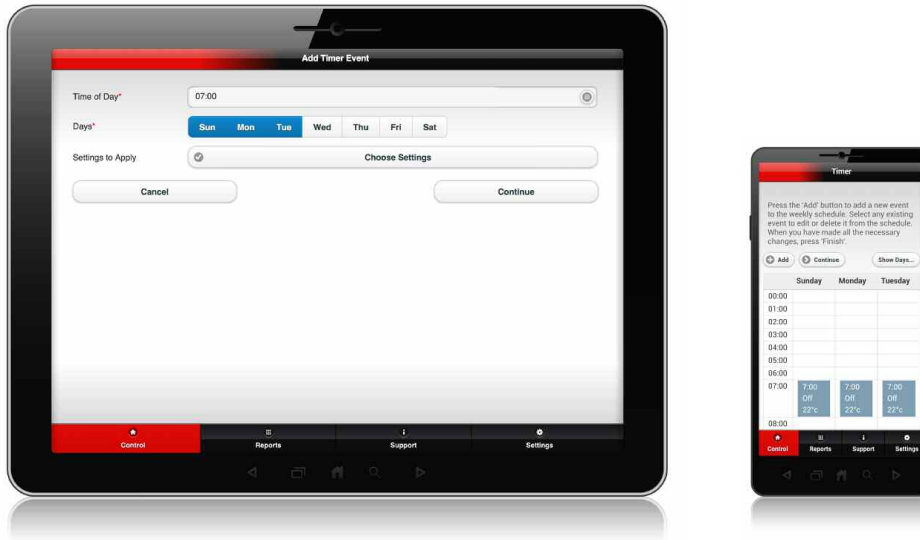 Add Timer Event
Time of Day*
07:00
Days*
Sun Mon Tue Wed Thu Fri Sat
Settings to Apply
Choose Settings
Cancel
Continue
Control Reports Support Settings
Timer
Press the 'Add' button to add a new event
to the weekly schedule. Select any existing
event to edit or delete it from the schedule.
When you have made all the necessary
changes, press 'Finish'.
Add Continue Show Days...
Sunday Monday Tuesday
00:00
01:00
02:00
03:00
04:00
05:00
06:00
07:00 7:00 7:00 7:00
Off Off Off
22°c 22°c 22°c
08:00
Control Reports Support Settings